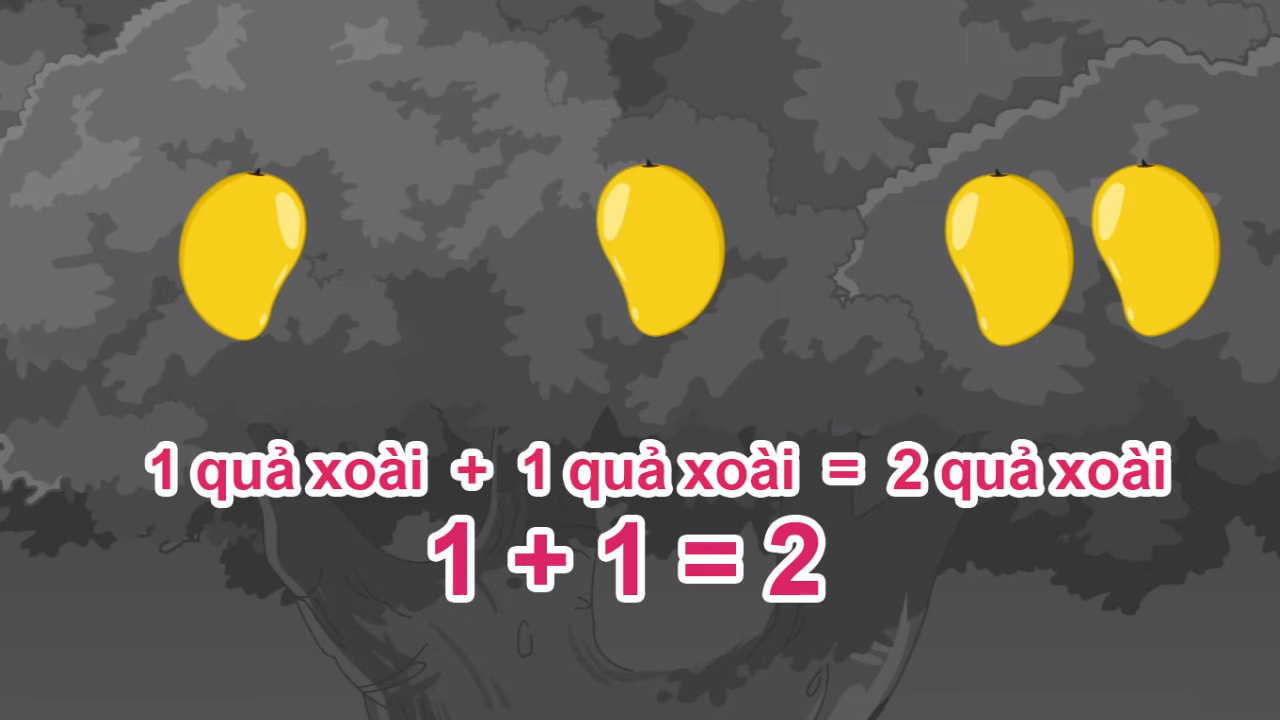 1 quả xoài + 1 quả xoài = 2 quả xoài
1 + 1 = 2